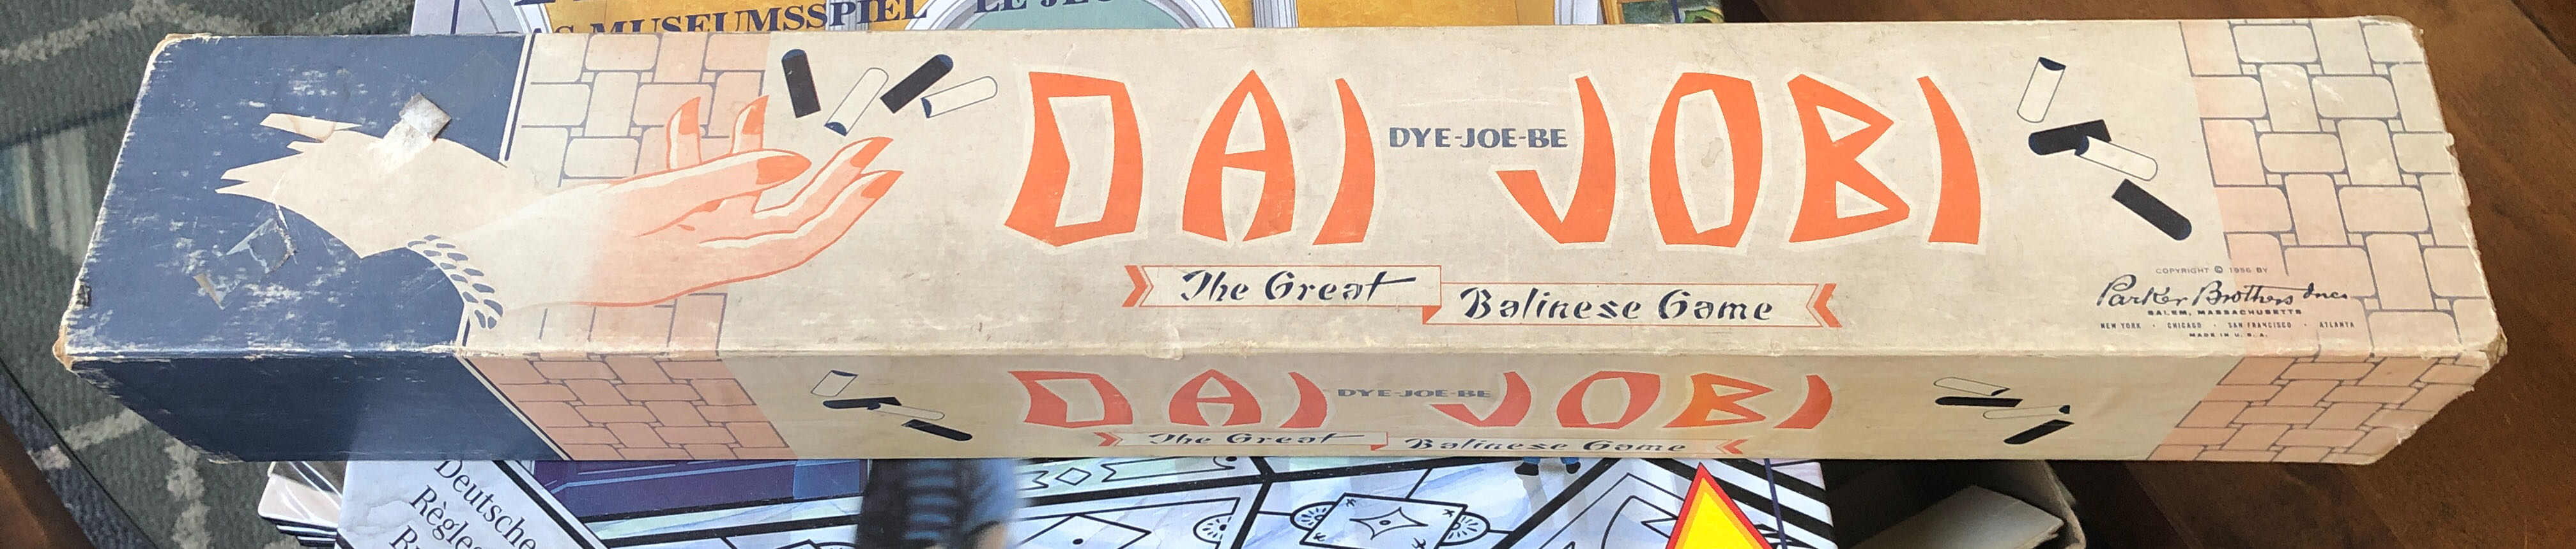 MUSEUMSSPIEL
LE JEU
DAI DYE-JOE-BE JOBI
The Great
Balinese Game
COPYRIGHT © 1956 BY
Parker Brothers Inc.
SALEM, MASSACHUSETTS
NEW YORK · CHICAGO · SAN FRANCISCO · ATLANTA
MADE IN U. S. A.
DAI DYE-JOE-BE JOBI
The Great
Balinese Game
Deutsche
Règles